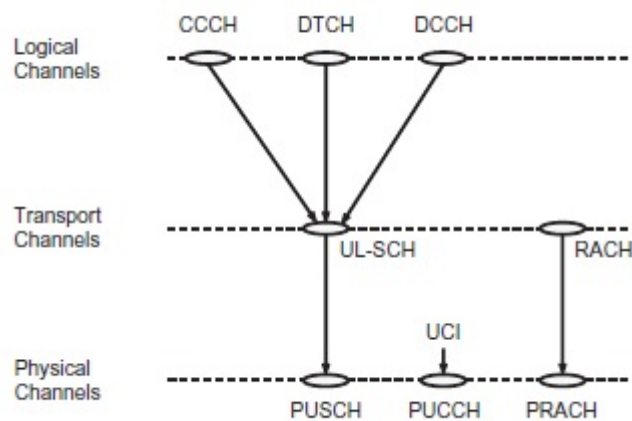 CCCH DTCH DCCH
Logical
Channels
Transport
Channels
UL-SCH RACH
UCI
Physical
Channels
PUSCH PUCCH PRACH